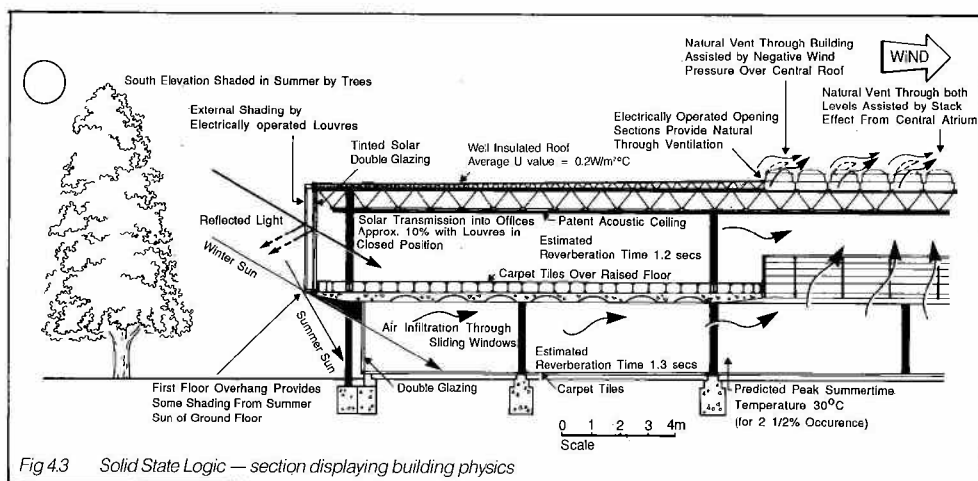 Natural Vent Through Building
Assisted by Negative Wind
Pressure Over Central Roof
WiND
South Elevation Shaded in Summer by Trees
Natural Vent Through both
Levels Assisted by Stack
Effect From Central Atrium
External Shading by
Electrically operated Louvres
Electrically Operated Opening
Sections Provide Natural
Through Ventilation
Tinted Solar
Double Glazing
Well Insulated Roof
Average U value = 0.2W/m²°C
Reflected Light
Solar Transmission into Offices
Approx. 10% with Louvres in
Closed Position
Patent Acoustic Ceiling
Estimated
Reverberation Time 1.2 secs
Winter Sun
Carpet Tiles Over Raised Floor
Summer Sun
Air Infiltration Through
Sliding Windows
Estimated
Reverberation Time 1.3 secs
First Floor Overhang Provides
Some Shading From Summer
Sun of Ground Floor
Double Glazing
Carpet Tiles
Predicted Peak Summertime
Temperature 30°C
(for 2 1/2% Occurence)
0 1 2 3 4m
Scale
Fig 4.3 Solid State Logic — section displaying building physics